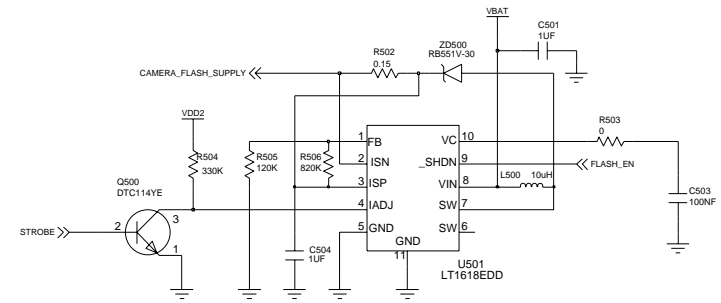 VBAT
C501
1UF
ZD500
RB551V-30
R502
0.15
CAMERA_FLASH_SUPPLY
VDD2
R504
330K
R505
120K
R506
820K
1 FB
2 ISN
3 ISP
4 IADJ
5 GND
GND
11
VC 10
_SHDN 9
VIN 8
SW 7
SW 6
R503
0
FLASH_EN
L500 10uH
C503
100NF
Q500
DTC114YE
STROBE
2
3
1
C504
1UF
U501
LT1618EDD